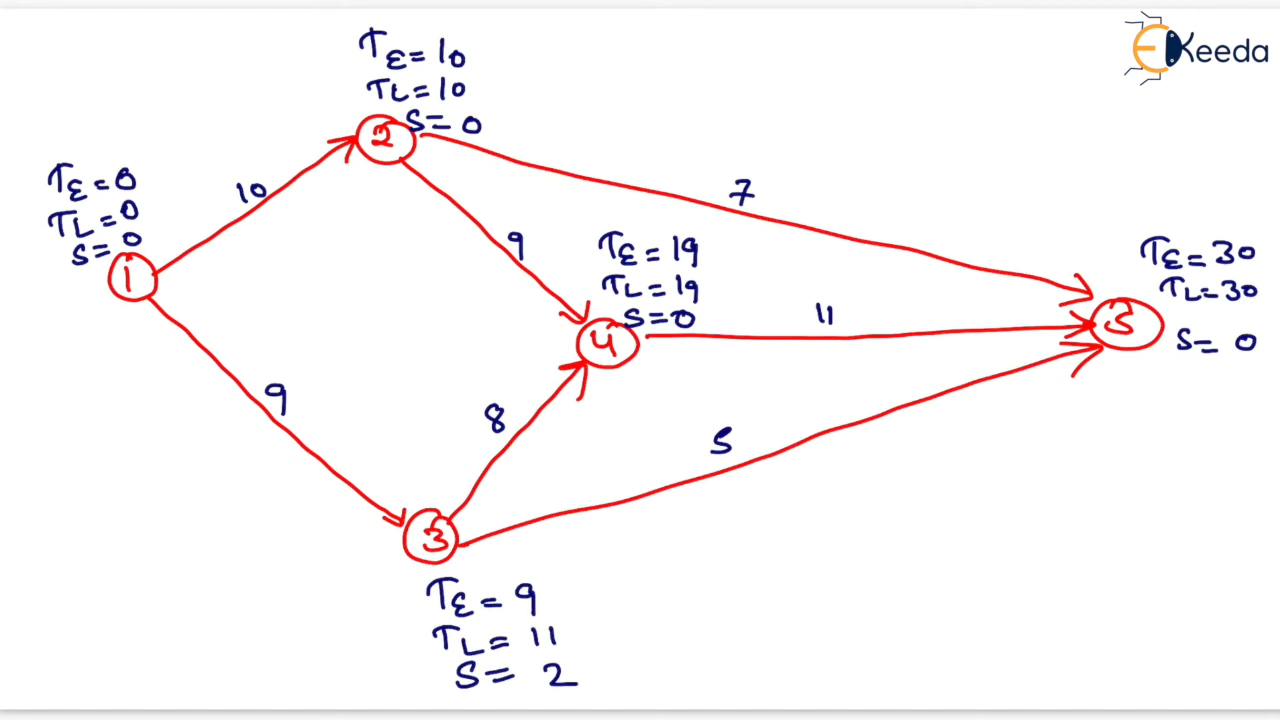 EKeeda
TE = 10
TL = 10
S = 0
2
TE = 0
TL = 0
S = 0
1
10
7
9
TE = 19
TL = 19
S = 0
4
11
TE = 30
TL = 30
S = 0
5
9
8
5
3
TE = 9
TL = 11
S = 2